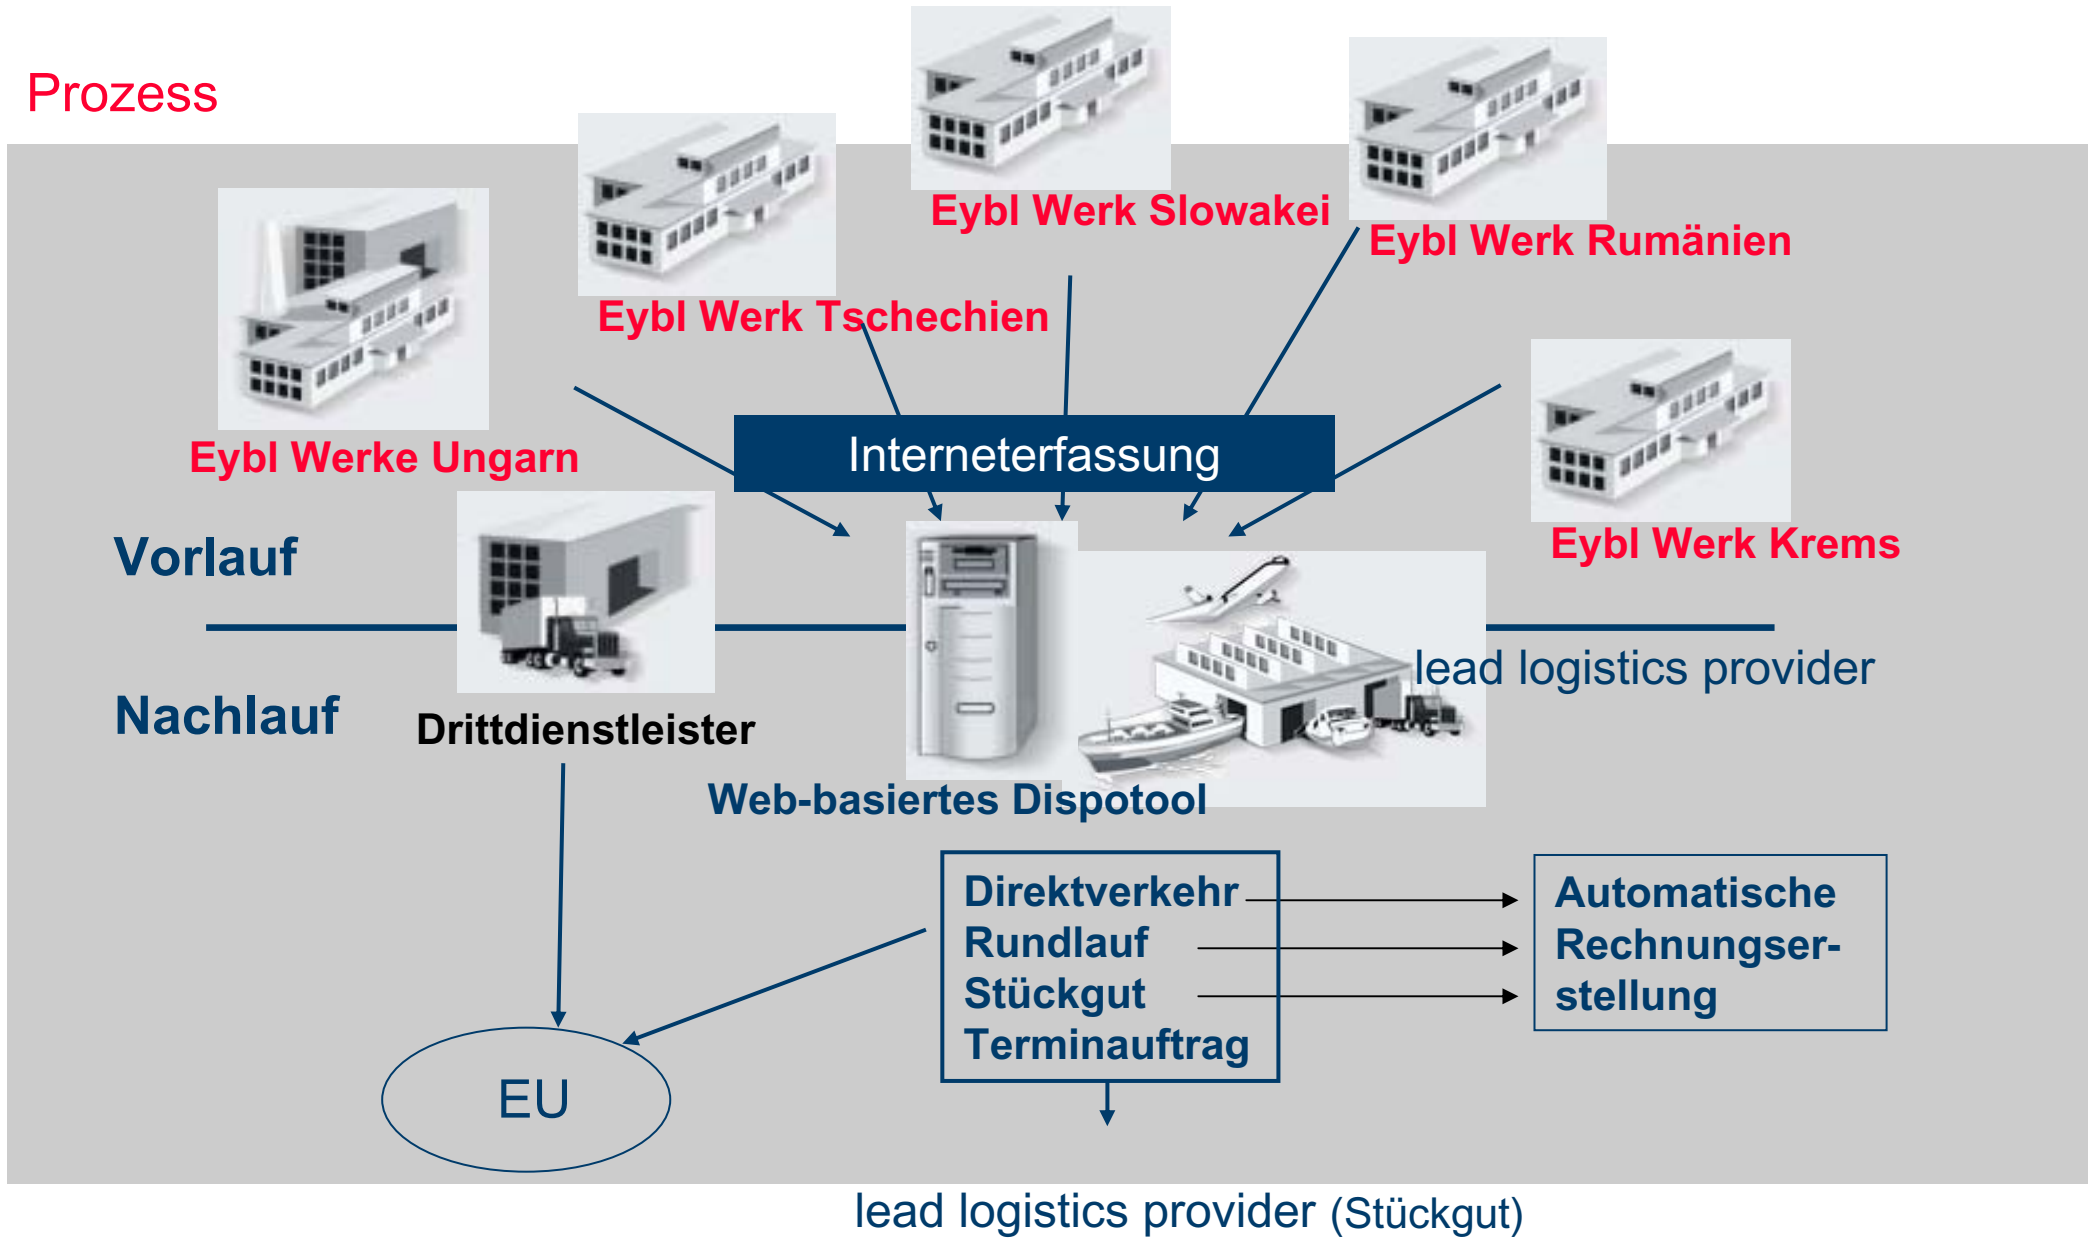 Prozess
Eybl Werk Slowakei
Eybl Werk Rumänien
Eybl Werk Tschechien
Eybl Werke Ungarn
Interneterfassung
Eybl Werk Krems
Vorlauf
lead logistics provider
Nachlauf
Drittdienstleister
Web-basiertes Dispotool
Direktverkehr
Rundlauf
Stückgut
Terminauftrag
Automatische
Rechnungser-
stellung
EU
lead logistics provider (Stückgut)